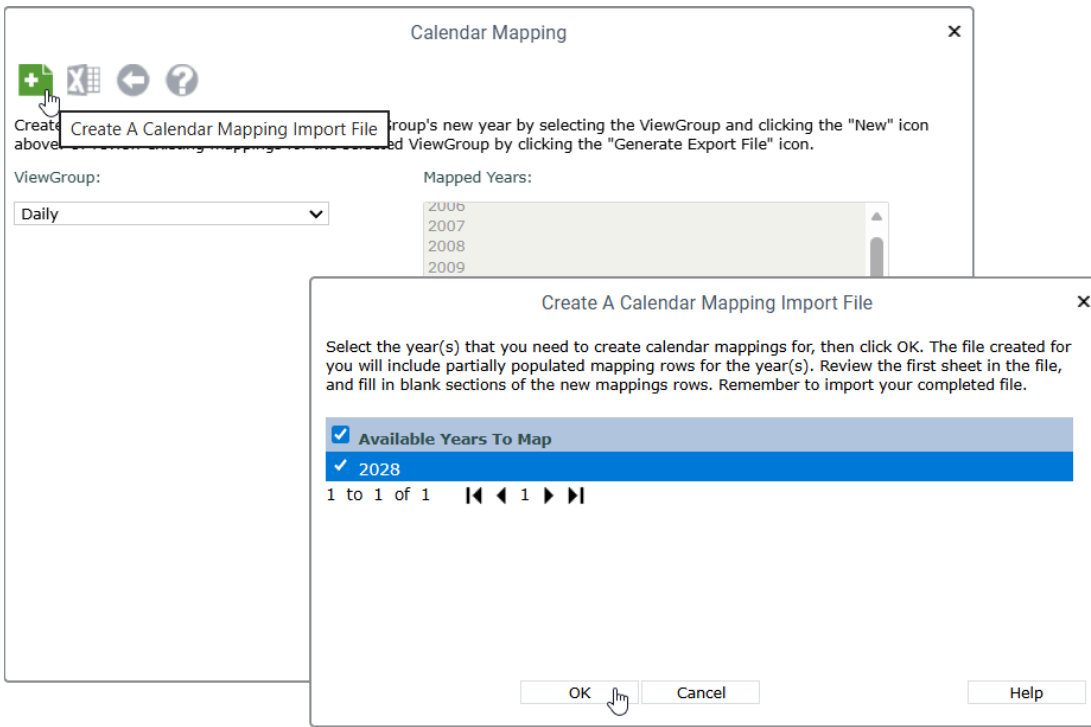 Calendar Mapping
Create A Calendar Mapping Import File
Create roup's new year by selecting the ViewGroup and clicking the "New" icon
above. ed ViewGroup by clicking the "Generate Export File" icon.
ViewGroup:
Mapped Years:
Daily
2006
2007
2008
2009
Create A Calendar Mapping Import File
Select the year(s) that you need to create calendar mappings for, then click OK. The file created for
you will include partially populated mapping rows for the year(s). Review the first sheet in the file,
and fill in blank sections of the new mappings rows. Remember to import your completed file.
Available Years To Map
2028
1 to 1 of 1 1
OK
Cancel
Help